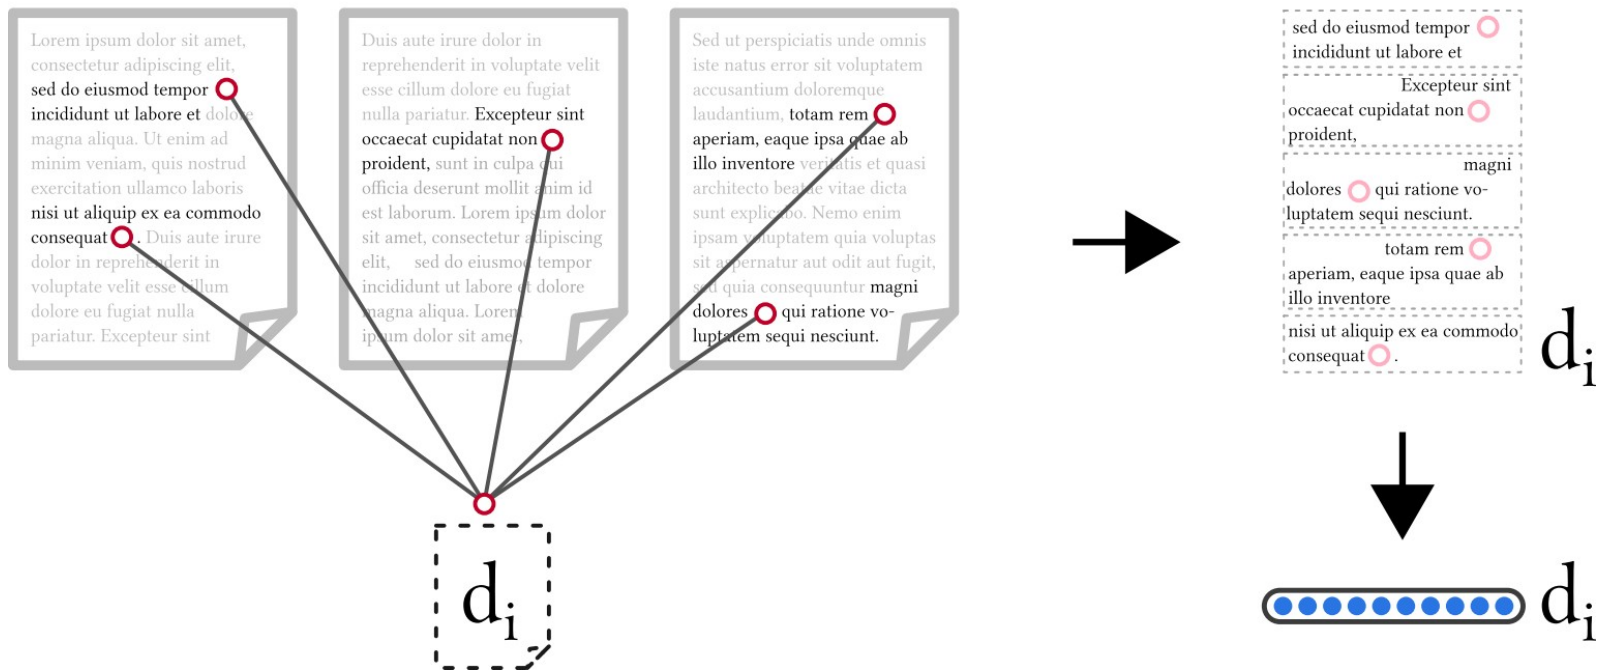 Lorem ipsum dolor sit amet,
consectetur adipiscing elit,
sed do eiusmod tempor
incididunt ut labore et dolore
magna aliqua. Ut enim ad
minim veniam, quis nostrud
exercitation ullamco laboris
nisi ut aliquip ex ea commodo
consequat . Duis aute irure
dolor in reprehenderit in
voluptate velit esse cillum
dolore eu fugiat nulla
pariatur. Excepteur sint
Duis aute irure dolor in
reprehenderit in voluptate velit
esse cillum dolore eu fugiat
nulla pariatur. Excepteur sint
occaecat cupidatat non
proident, sunt in culpa qui
officia deserunt mollit anim id
est laborum. Lorem ipsum dolor
sit amet, consectetur adipiscing
elit, sed do eiusmod tempor
incididunt ut labore et dolore
magna aliqua. Lorem
ipsum dolor sit amet,
Sed ut perspiciatis unde omnis
iste natus error sit voluptatem
accusantium doloremque
laudantium, totam rem
aperiam, eaque ipsa quae ab
illo inventore veritatis et quasi
architecto beatae vitae dicta
sunt explicabo. Nemo enim
ipsam voluptatem quia voluptas
sit aspernatur aut odit aut fugit,
sed quia consequuntur magni
dolores qui ratione vo-
luptatem sequi nesciunt.
di
sed do eiusmod tempor
incididunt ut labore et
Excepteur sint
occaecat cupidatat non
proident,
magni
dolores qui ratione vo-
luptatem sequi nesciunt.
totam rem
aperiam, eaque ipsa quae ab
illo inventore
nisi ut aliquip ex ea commodo
consequat .
di
di